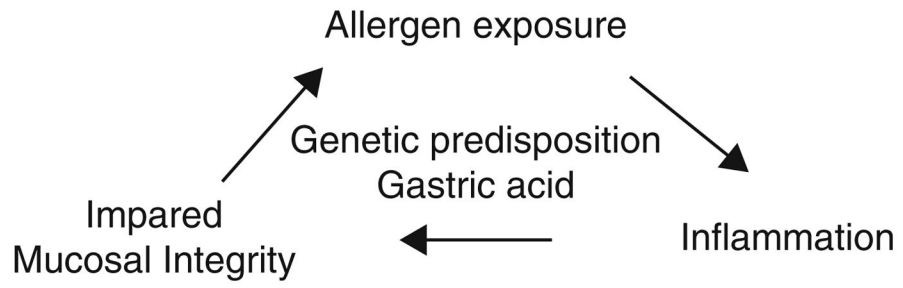 Allergen exposure
Genetic predisposition
Gastric acid
Impared
Mucosal Integrity
Inflammation